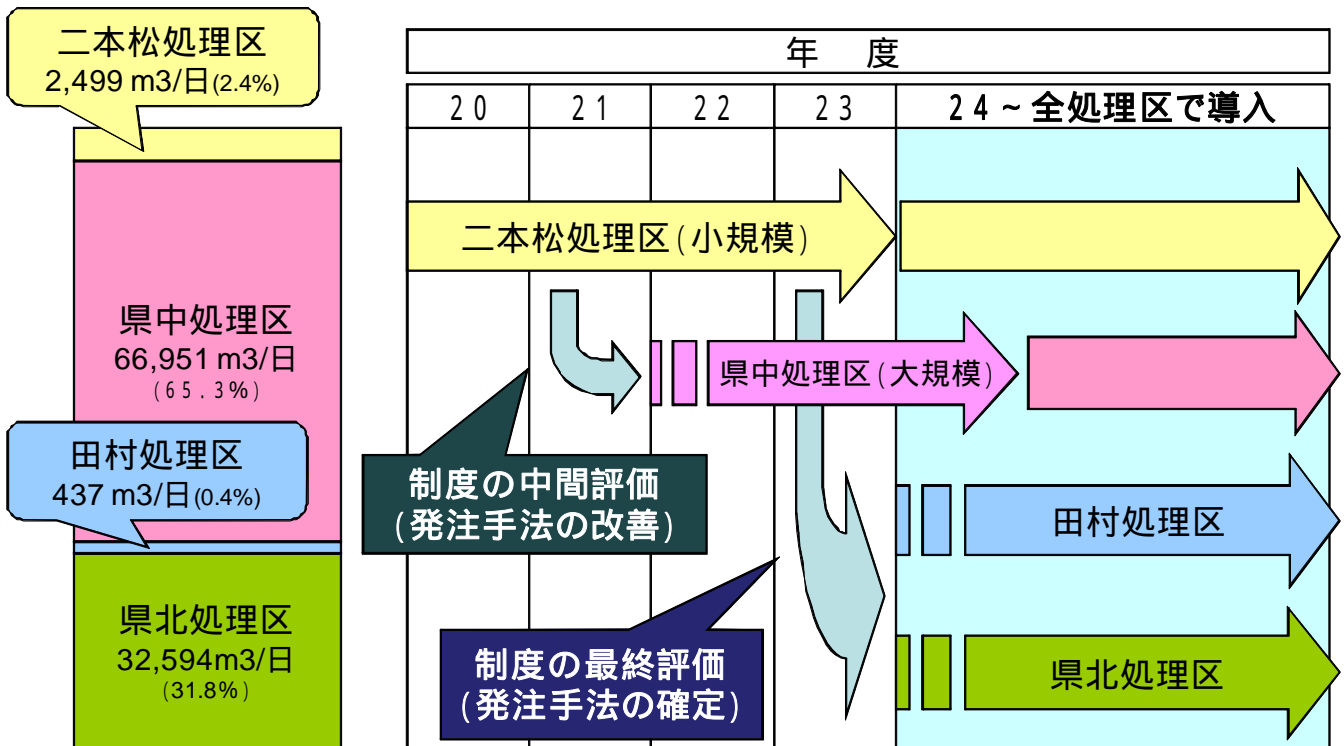 二本松処理区
2,499 m3/日(2.4%)
県中処理区
66,951 m3/日
(65.3%)
田村処理区
437 m3/日(0.4%)
県北処理区
32,594m3/日
(31.8%)
年 度
20 21 22 23 24~全処理区で導入
二本松処理区(小規模)
県中処理区(大規模)
制度の中間評価
(発注手法の改善)
田村処理区
制度の最終評価
(発注手法の確定)
県北処理区